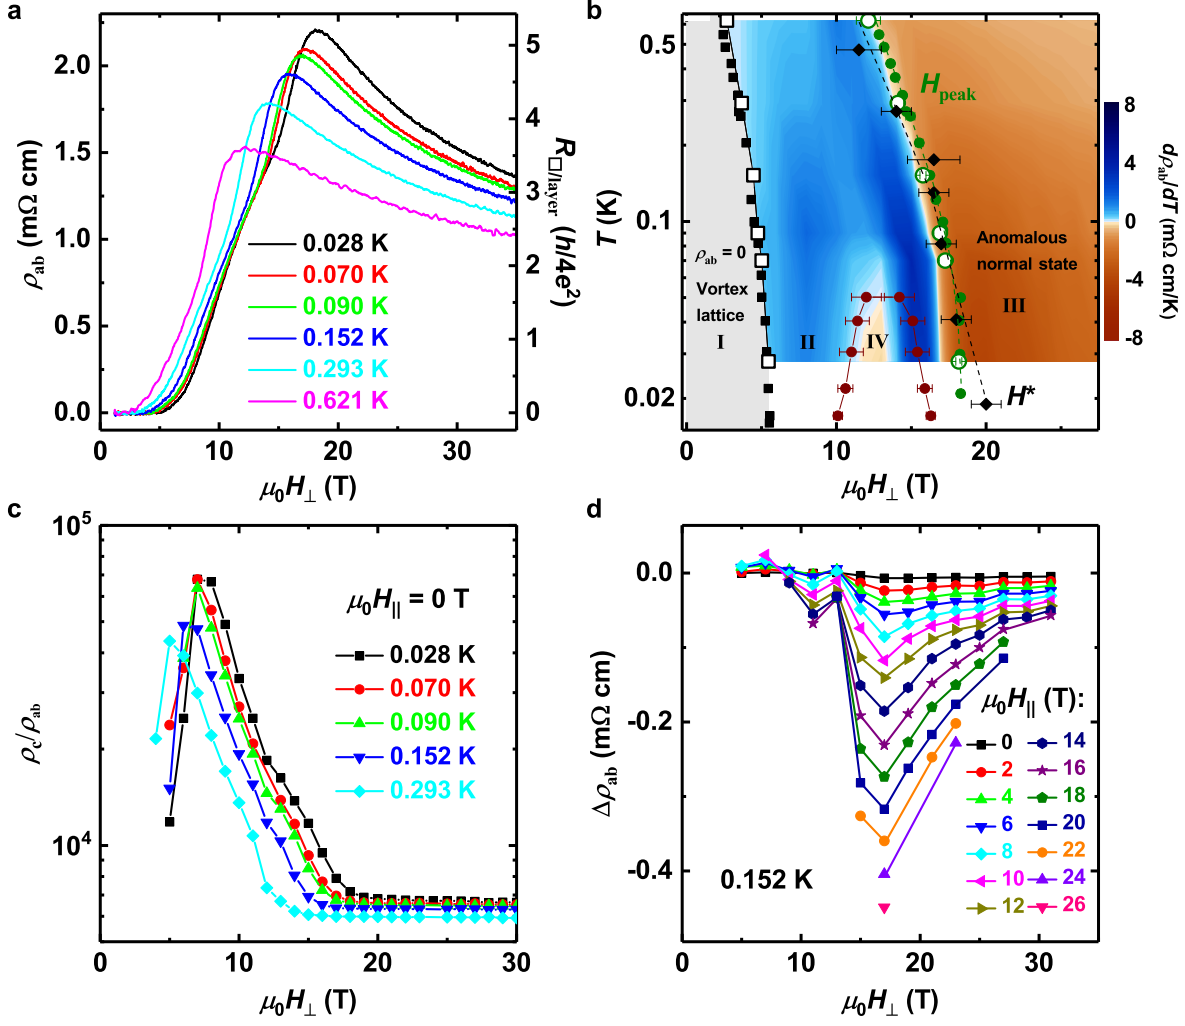 a
ρab (mΩ cm)
2.0
1.5
1.0
0.5
0.0
5
4
3
2
1
0
R□/layer (h/4e²)
0.028 K
0.070 K
0.090 K
0.152 K
0.293 K
0.621 K
0 10 20 30
μ₀H⊥ (T)
b
T (K)
0.5
0.1
0.02
Hpeak
ρab = 0
Vortex
lattice
I
II
IV
Anomalous
normal state
III
H*
0 10 20
μ₀H⊥ (T)
8
4
0
-4
-8
dρab/dT (mΩ cm/K)
c
ρc/ρab
10⁵
10⁴
μ₀H|| = 0 T
0.028 K
0.070 K
0.090 K
0.152 K
0.293 K
0 10 20 30
μ₀H⊥ (T)
d
Δρab (mΩ cm)
0.0
-0.2
-0.4
0.152 K
μ₀H|| (T):
0 14
2 16
4 18
6 20
8 22
10 24
12 26
0 10 20 30
μ₀H⊥ (T)